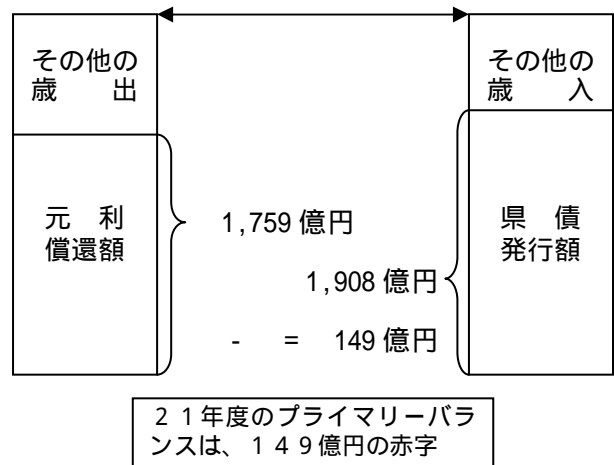 その他の
歳　出
その他の
歳　入
元　利
償還額
1,759 億円
県　債
発行額
1,908 億円
-　=　149 億円
２１年度のプライマリーバラ
ンスは、１４９億円の赤字